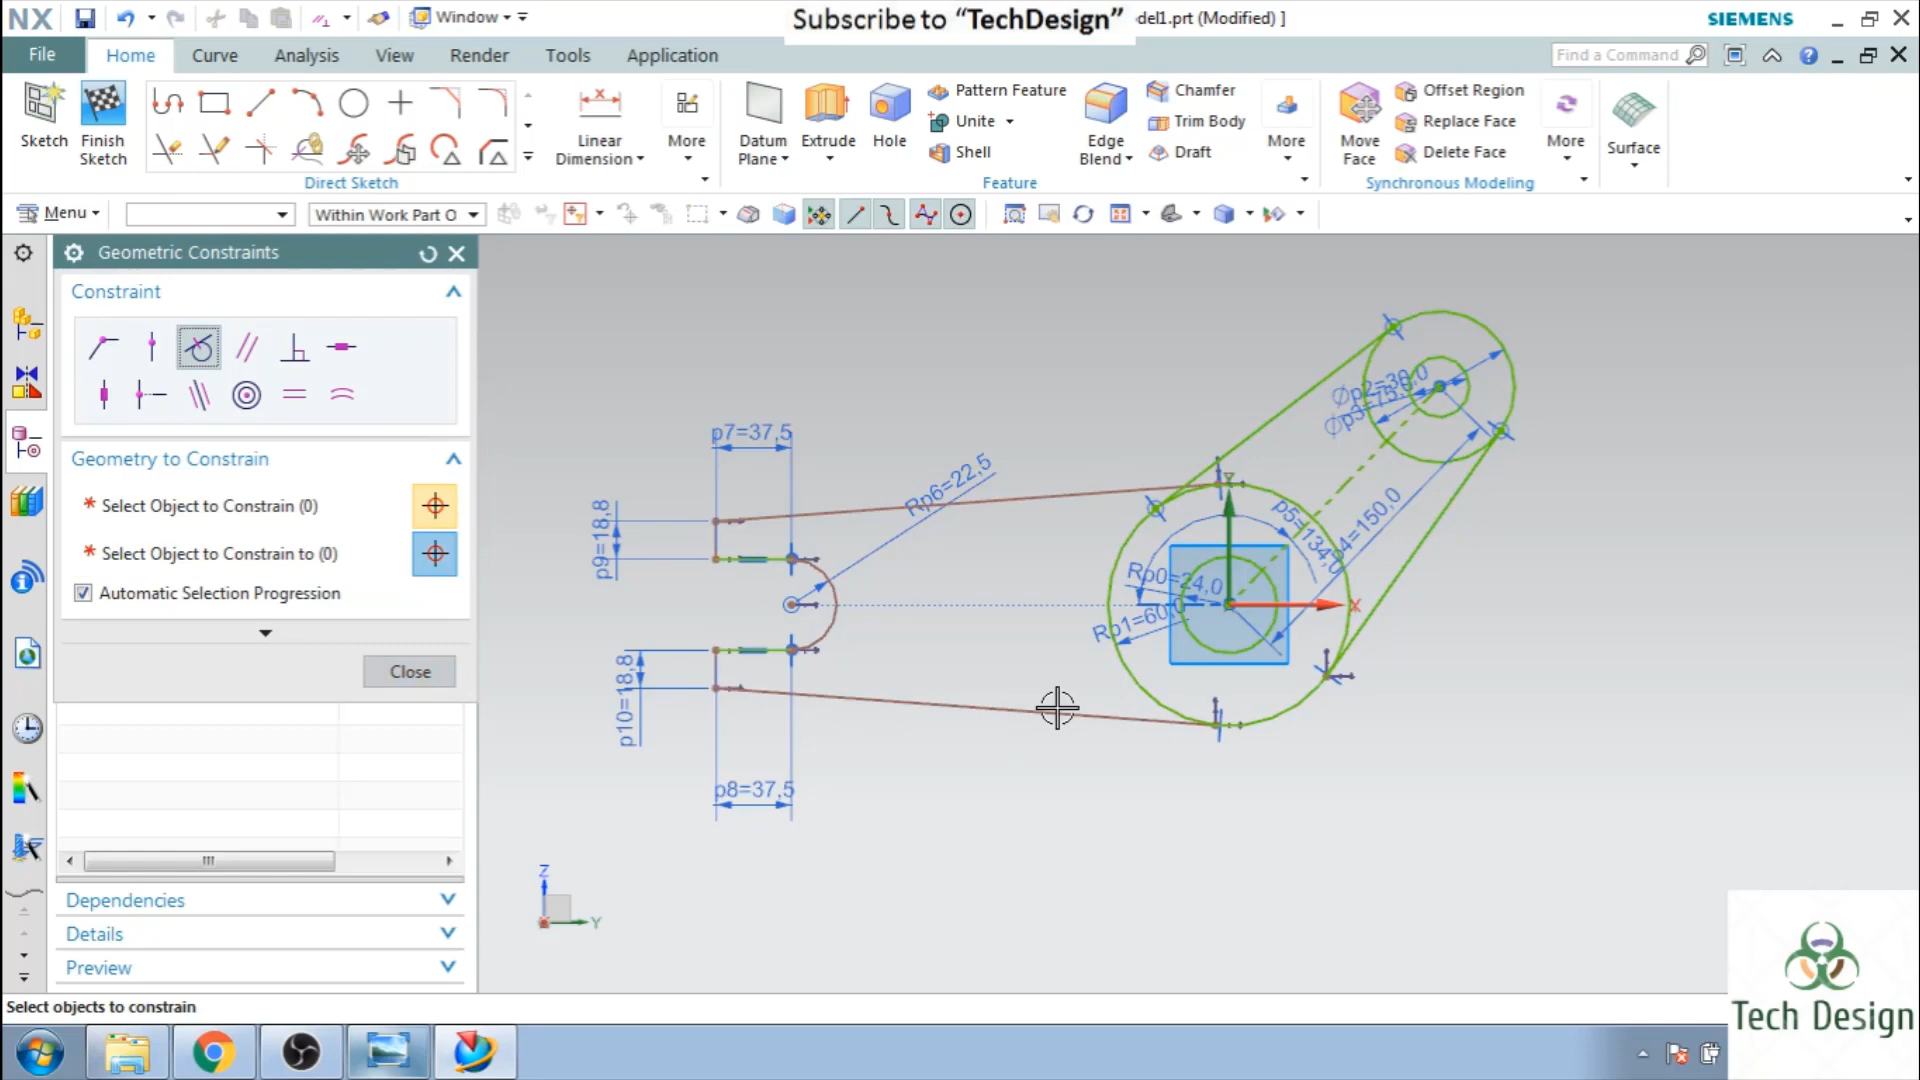 NX
Window
Subscribe to “TechDesign”
del1.prt (Modified) ]
SIEMENS
File
Home
Curve
Analysis
View
Render
Tools
Application
Find a Command
Sketch
Finish
Sketch
Linear
Dimension
More
Direct Sketch
Datum
Plane
Extrude
Hole
Pattern Feature
Unite
Shell
Edge
Blend
Chamfer
Trim Body
Draft
More
Feature
Move
Face
Offset Region
Replace Face
Delete Face
More
Synchronous Modeling
Surface
Menu
Within Work Part O
Geometric Constraints
Constraint
Geometry to Constrain
* Select Object to Constrain (0)
* Select Object to Constrain to (0)
Automatic Selection Progression
Close
Dependencies
Details
Preview
p7=37,5
Rp6=22,5
p9=18,8
p10=18,8
p8=37,5
Øp2=30,0
Øp3=75,0
p5=134,0
p4=150,0
Rp0=24,0
Rp1=60,0
X
Y
Z
Y
Select objects to constrain
Tech Design